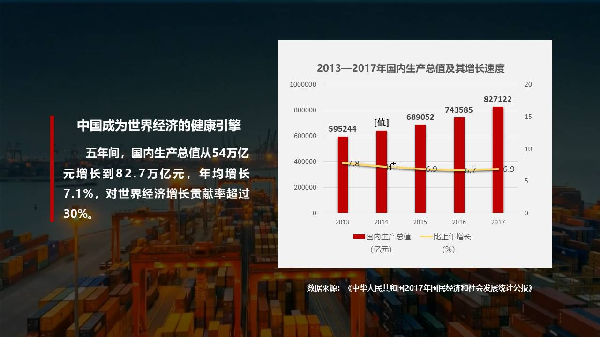 中国成为世界经济的健康引擎
五年间，国内生产总值从54万亿
元增长到82.7万亿元，年均增长
7.1%，对世界经济增长贡献率超过
30%。
2013—2017年国内生产总值及其增长速度
1000000
800000
600000
400000
200000
0
20
15
10
5
0
595244
[值]
689052
743585
827122
7.8
6.9
6.7
6.9
2013
2014
2015
2016
2017
国内生产总值
（亿元）
比上年增长
（%）
数据来源：《中华人民共和国2017年国民经济和社会发展统计公报》